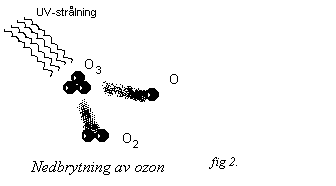 UV-strålning
O3
O
O2
Nedbrytning av ozon
fig 2.